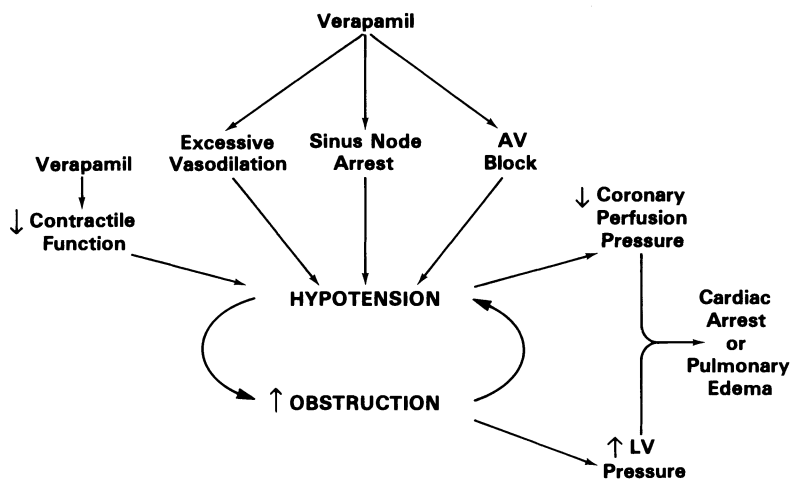 Verapamil
Excessive
Vasodilation
Sinus Node
Arrest
AV
Block
Verapamil
↓ Contractile
Function
↓ Coronary
Perfusion
Pressure
HYPOTENSION
Cardiac
Arrest
or
Pulmonary
Edema
↑ OBSTRUCTION
↑ LV
Pressure